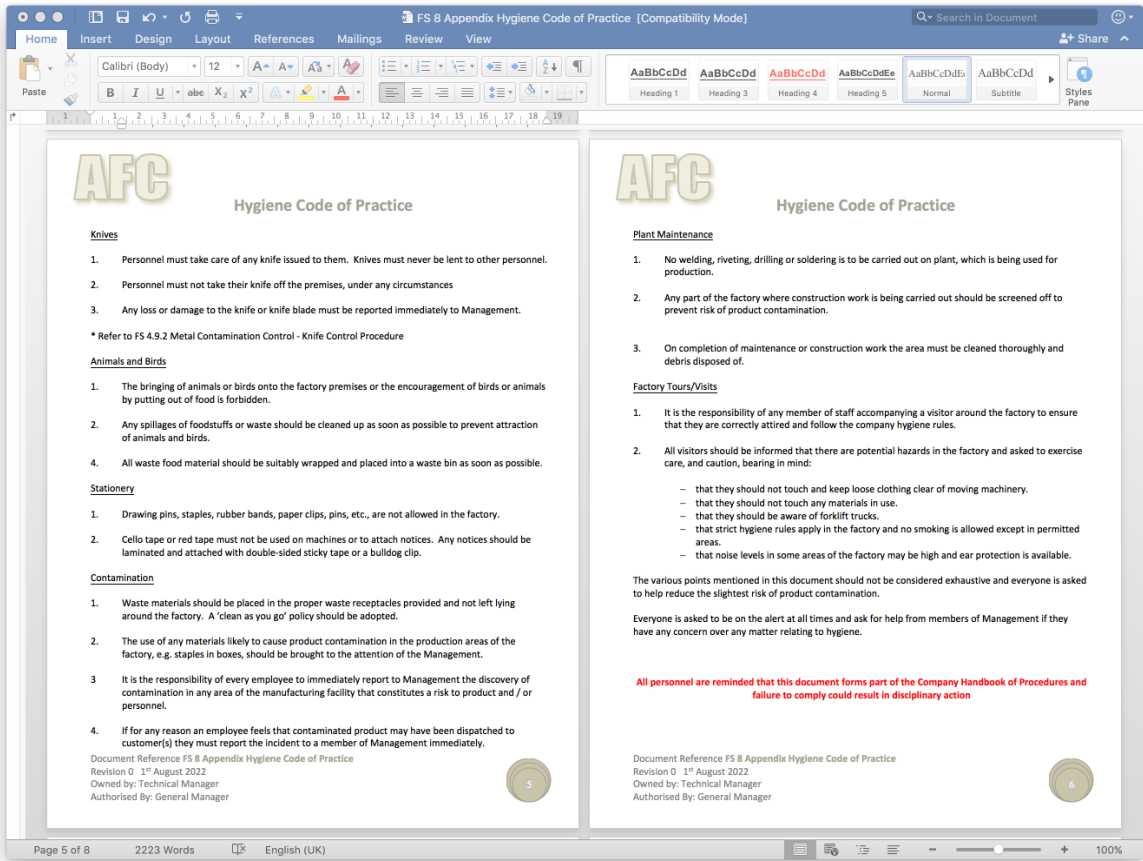 FS 8 Appendix Hygiene Code of Practice [Compatibility Mode]
Search in Document
Home Insert Design Layout References Mailings Review View
Share
Paste
Calibri (Body) 12
B I U abc X₂ X²
AaBbCcDd AaBbCcDd AaBbCcDd AaBbCcDdEe AaBbCcDdEe AaBbCcDd
Heading 1 Heading 3 Heading 4 Heading 5 Normal Subtitle
Styles
Pane
1 1 2 3 4 5 6 7 8 9 10 11 12 13 14 15 16 17 18 19
AFC
Hygiene Code of Practice
Knives
1. Personnel must take care of any knife issued to them. Knives must never be lent to other personnel.
2. Personnel must not take their knife off the premises, under any circumstances
3. Any loss or damage to the knife or knife blade must be reported immediately to Management.
* Refer to FS 4.9.2 Metal Contamination Control - Knife Control Procedure
Animals and Birds
1. The bringing of animals or birds onto the factory premises or the encouragement of birds or animals
by putting out of food is forbidden.
2. Any spillages of foodstuffs or waste should be cleaned up as soon as possible to prevent attraction
of animals and birds.
4. All waste food material should be suitably wrapped and placed into a waste bin as soon as possible.
Stationery
1. Drawing pins, staples, rubber bands, paper clips, pins, etc., are not allowed in the factory.
2. Cello tape or red tape must not be used on machines or to attach notices. Any notices should be
laminated and attached with double-sided sticky tape or a bulldog clip.
Contamination
1. Waste materials should be placed in the proper waste receptacles provided and not left lying
around the factory. A ‘clean as you go’ policy should be adopted.
2. The use of any materials likely to cause product contamination in the production areas of the
factory, e.g. staples in boxes, should be brought to the attention of the Management.
3 It is the responsibility of every employee to immediately report to Management the discovery of
contamination in any area of the manufacturing facility that constitutes a risk to product and / or
personnel.
4. If for any reason an employee feels that contaminated product may have been dispatched to
customer(s) they must report the incident to a member of Management immediately.
Document Reference FS 8 Appendix Hygiene Code of Practice
Revision 0 1st August 2022
Owned by: Technical Manager
Authorised By: General Manager
5
AFC
Hygiene Code of Practice
Plant Maintenance
1. No welding, riveting, drilling or soldering is to be carried out on plant, which is being used for
production.
2. Any part of the factory where construction work is being carried out should be screened off to
prevent risk of product contamination.
3. On completion of maintenance or construction work the area must be cleaned thoroughly and
debris disposed of.
Factory Tours/Visits
1. It is the responsibility of any member of staff accompanying a visitor around the factory to ensure
that they are correctly attired and follow the company hygiene rules.
2. All visitors should be informed that there are potential hazards in the factory and asked to exercise
care, and caution, bearing in mind:
– that they should not touch and keep loose clothing clear of moving machinery.
– that they should not touch any materials in use.
– that they should be aware of forklift trucks.
– that strict hygiene rules apply in the factory and no smoking is allowed except in permitted
areas.
– that noise levels in some areas of the factory may be high and ear protection is available.
The various points mentioned in this document should not be considered exhaustive and everyone is asked
to help reduce the slightest risk of product contamination.
Everyone is asked to be on the alert at all times and ask for help from members of Management if they
have any concern over any matter relating to hygiene.
All personnel are reminded that this document forms part of the Company Handbook of Procedures and
failure to comply could result in disciplinary action
Document Reference FS 8 Appendix Hygiene Code of Practice
Revision 0 1st August 2022
Owned by: Technical Manager
Authorised By: General Manager
6
Page 5 of 8 2223 Words English (UK) 100%